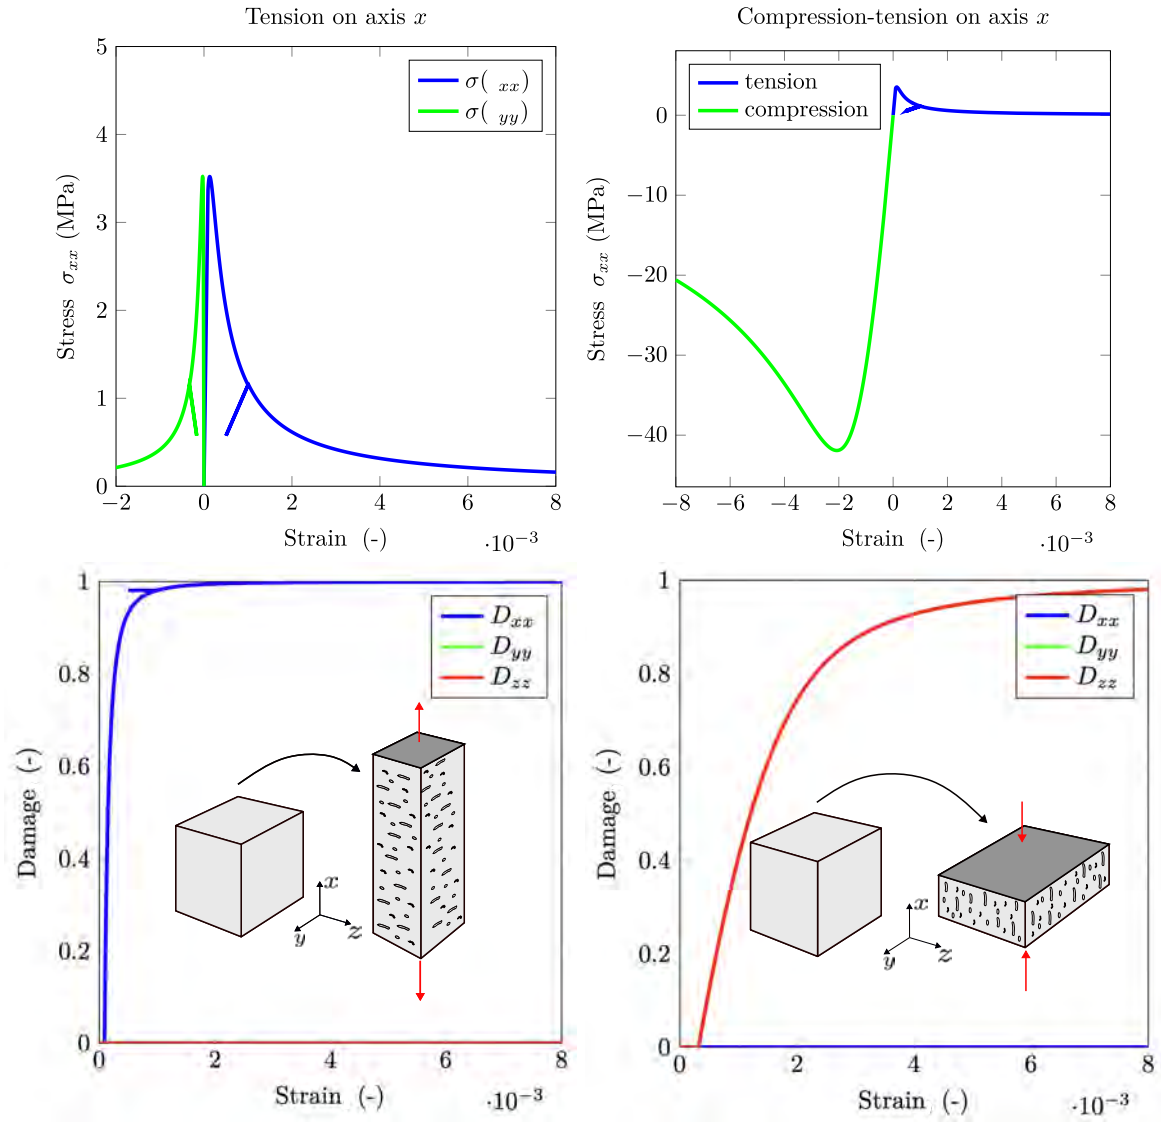 Tension on axis x
5
4
3
2
1
0
−2
0
2
4
6
8
Stress σxx (MPa)
Strain (-)
·10−3
σ( xx)
σ( yy)
Compression-tension on axis x
0
−10
−20
−30
−40
−8
−6
−4
−2
0
2
4
6
8
Stress σxx (MPa)
Strain (-)
·10−3
tension
compression
1
0.8
0.6
0.4
0.2
0
0
2
4
6
8
Damage (-)
Strain (-)
·10−3
Dxx
Dyy
Dzz
x
y
z
1
0.8
0.6
0.4
0.2
0
0
2
4
6
8
Damage (-)
Strain (-)
·10−3
Dxx
Dyy
Dzz
x
y
z